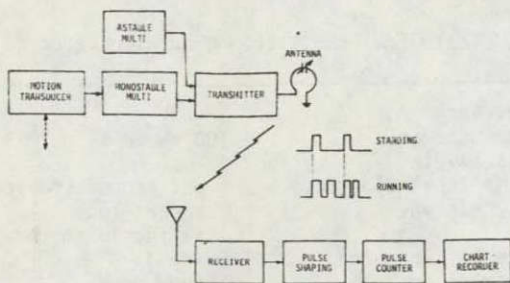 ASTABLE
MULTI
ANTENNA
MOTION
TRANSDUCER
MONOSTABLE
MULTI
TRANSMITTER
STANDING
RUNNING
RECEIVER
PULSE
SHAPING
PULSE
COUNTER
CHART-
RECORDER